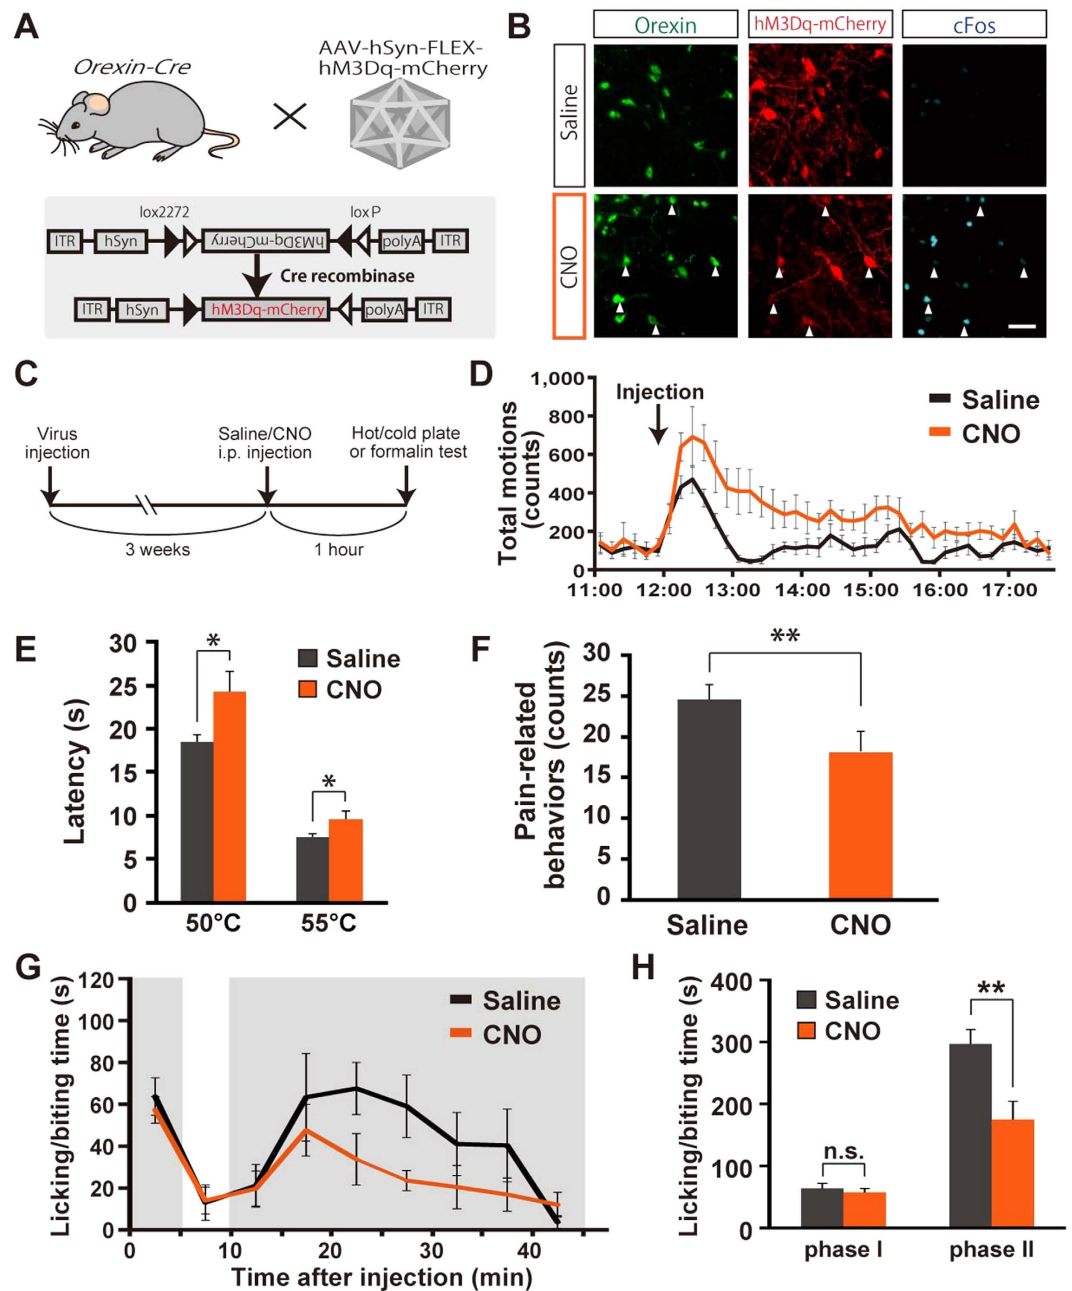 A
Orexin-Cre
AAV-hSyn-FLEX-
hM3Dq-mCherry
lox2272
loxP
ITR
hSyn
hM3Dq-mCherry
polyA
ITR
Cre recombinase
ITR
hSyn
hM3Dq-mCherry
polyA
ITR
B
Orexin
hM3Dq-mCherry
cFos
Saline
CNO
C
Virus
injection
Saline/CNO
i.p. injection
Hot/cold plate
or formalin test
3 weeks
1 hour
D
Total motions
(counts)
1,000
800
600
400
200
0
Injection
Saline
CNO
11:00
12:00
13:00
14:00
15:00
16:00
17:00
E
Latency (s)
30
25
20
15
10
5
0
*
*
Saline
CNO
50°C
55°C
F
Pain-related
behaviors (counts)
30
25
20
15
10
5
0
**
Saline
CNO
G
Licking/biting time (s)
120
100
80
60
40
20
0
Saline
CNO
0
10
20
30
40
Time after injection (min)
H
Licking/biting time (s)
400
300
200
100
0
Saline
CNO
n.s.
**
phase I
phase II